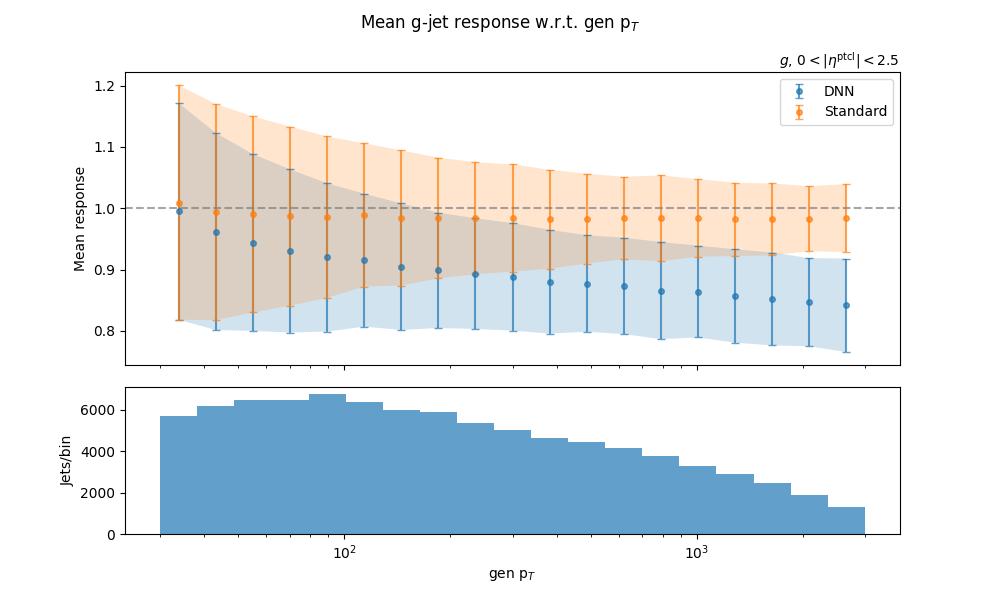 Mean g-jet response w.r.t. gen p_T
g, 0 < |η^ptcl| < 2.5
DNN
Standard
Mean response
1.2
1.1
1.0
0.9
0.8
Jets/bin
6000
4000
2000
0
10^2
10^3
gen p_T